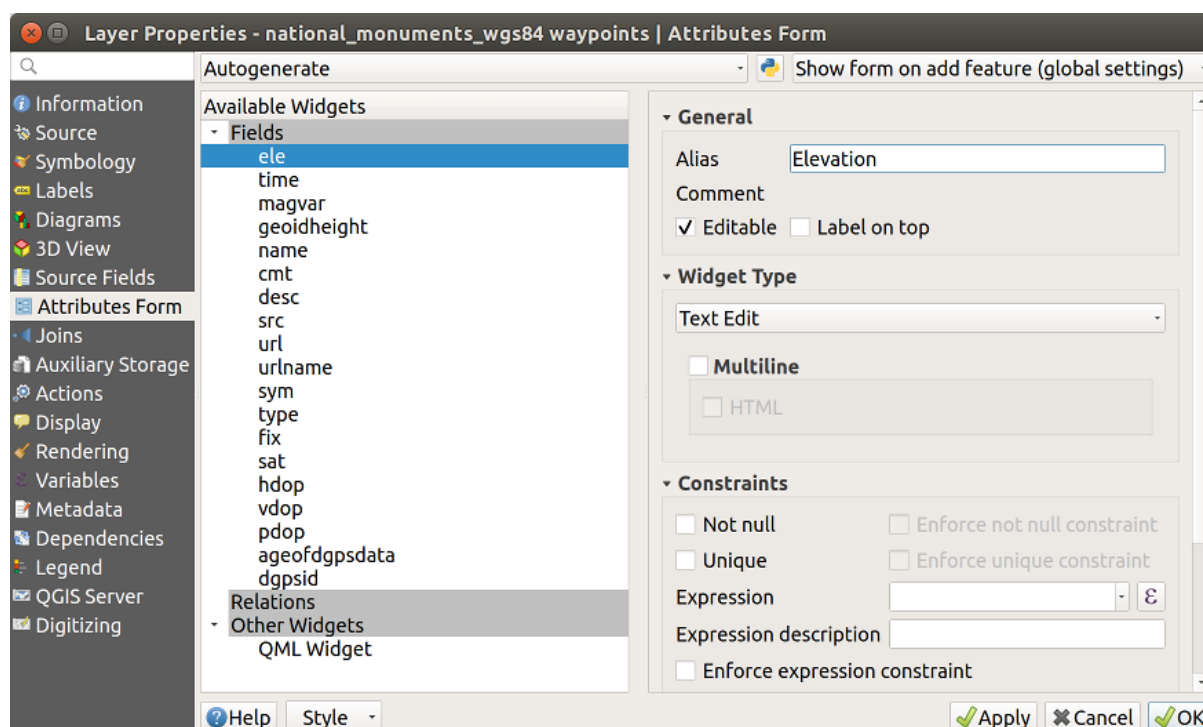 Layer Properties - national_monuments_wgs84 waypoints | Attributes Form
Autogenerate
Show form on add feature (global settings)
Information
Source
Symbology
Labels
Diagrams
3D View
Source Fields
Attributes Form
Joins
Auxiliary Storage
Actions
Display
Rendering
Variables
Metadata
Dependencies
Legend
QGIS Server
Digitizing
Available Widgets
Fields
ele
time
magvar
geoidheight
name
cmt
desc
src
url
urlname
sym
type
fix
sat
hdop
vdop
pdop
ageofdgpsdata
dgpsid
Relations
Other Widgets
QML Widget
General
Alias Elevation
Comment
Editable Label on top
Widget Type
Text Edit
Multiline
HTML
Constraints
Not null Enforce not null constraint
Unique Enforce unique constraint
Expression ε
Expression description
Enforce expression constraint
Help Style Apply Cancel OK